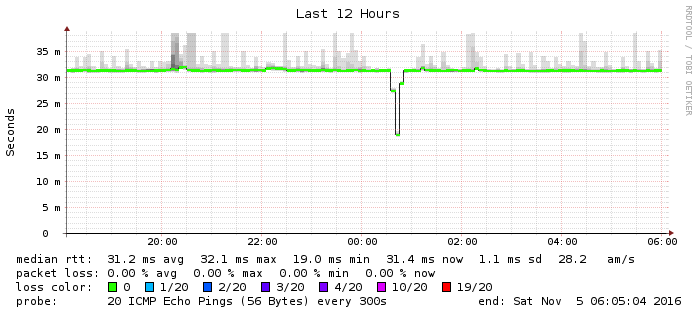 Last 12 Hours
RRDTOOL / TOBI OETIKER
Seconds
35 m
30 m
25 m
20 m
15 m
10 m
5 m
0
20:00 22:00 00:00 02:00 04:00 06:00
median rtt: 31.2 ms avg 32.1 ms max 19.0 ms min 31.4 ms now 1.1 ms sd 28.2 am/s
packet loss: 0.00 % avg 0.00 % max 0.00 % min 0.00 % now
loss color: 0 1/20 2/20 3/20 4/20 10/20 19/20
probe: 20 ICMP Echo Pings (56 Bytes) every 300s end: Sat Nov 5 06:05:04 2016